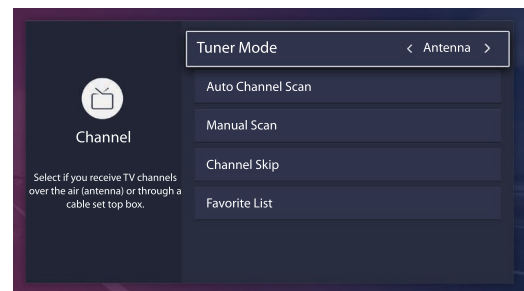 Channel
Select if you receive TV channels
over the air (antenna) or through a
cable set top box.
Tuner Mode < Antenna >
Auto Channel Scan
Manual Scan
Channel Skip
Favorite List